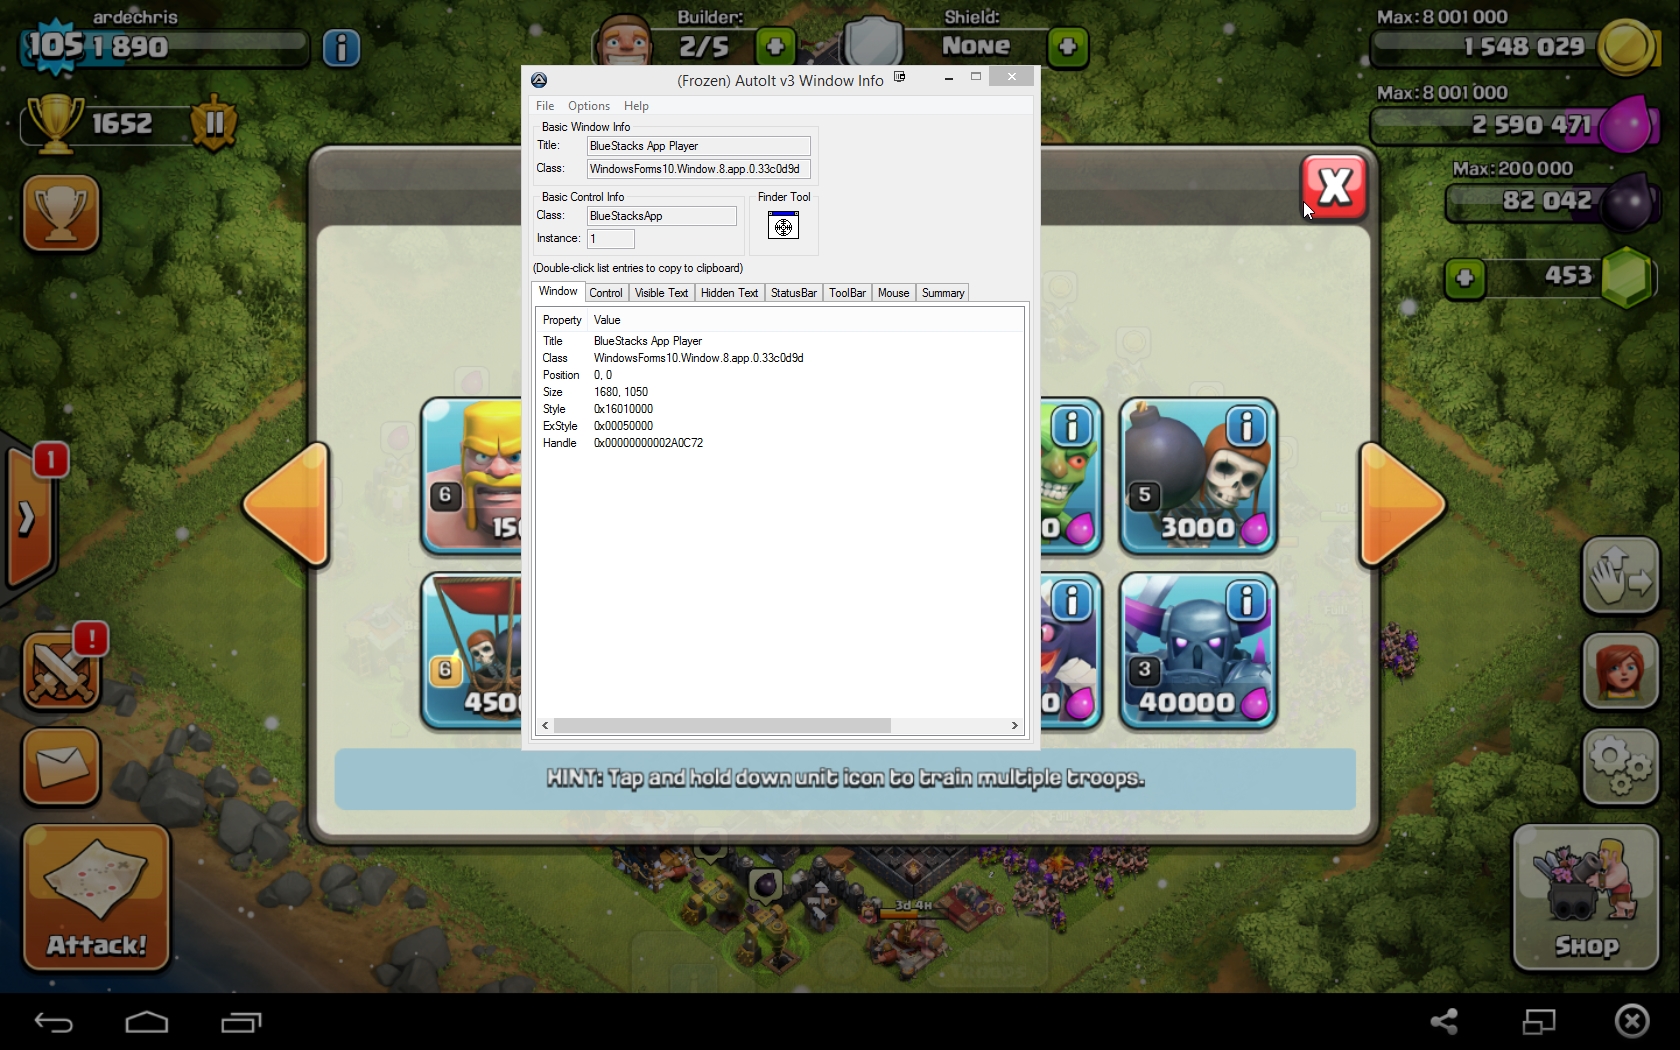 ardechris
105 1 890
Builder:
2/5
Shield:
None
Max: 8 001 000
1 548 029
1652
Max: 8 001 000
2 590 471
Max: 200 000
82 042
453
(Frozen) AutoIt v3 Window Info
File Options Help
Basic Window Info
Title: BlueStacks App Player
Class: WindowsForms10.Window.8.app.0.33c0d9d
Basic Control Info
Finder Tool
Class: BlueStacksApp
Instance: 1
(Double-click list entries to copy to clipboard)
Window Control Visible Text Hidden Text StatusBar ToolBar Mouse Summary
Property Value
Title BlueStacks App Player
Class WindowsForms10.Window.8.app.0.33c0d9d
Position 0, 0
Size 1680, 1050
Style 0x16010000
ExStyle 0x00050000
Handle 0x00000000002A0C72
1
6
5
3000
!
6
450
3
40000
HINT: Tap and hold down unit icon to train multiple troops.
3d 4H
Attack!
Shop